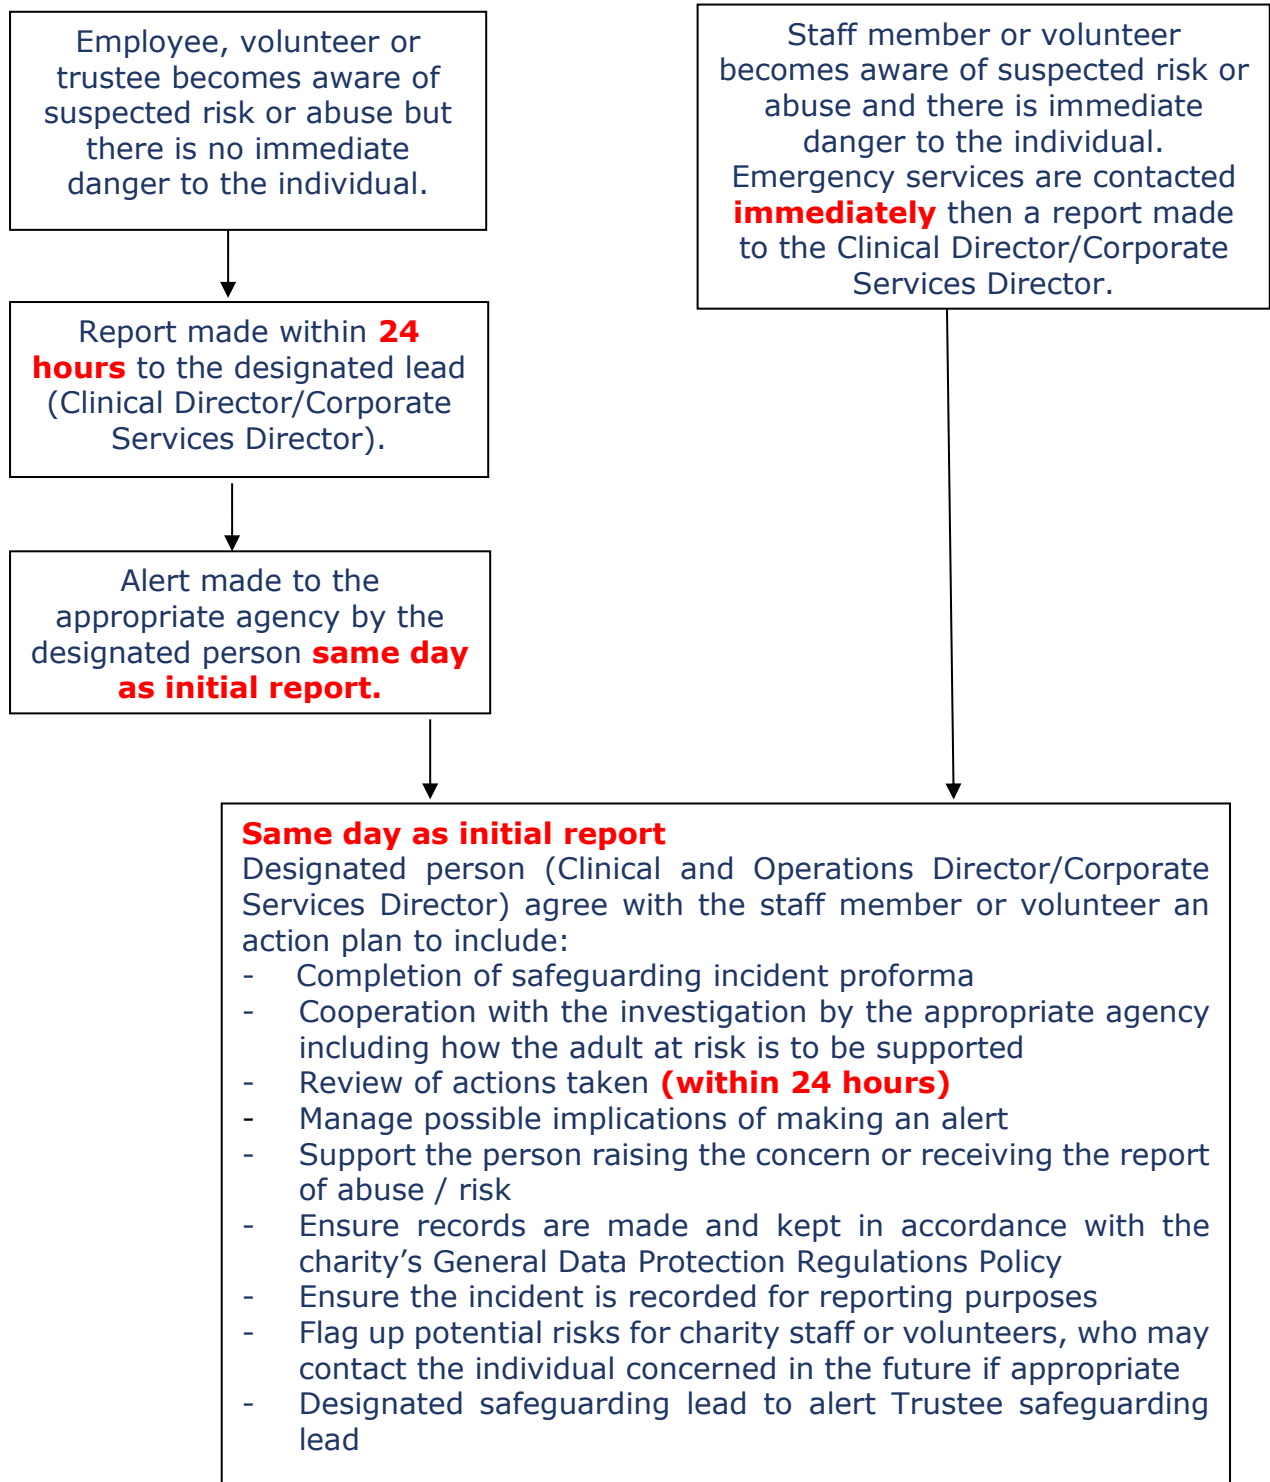 Employee, volunteer or
trustee becomes aware of
suspected risk or abuse but
there is no immediate
danger to the individual.
Staff member or volunteer
becomes aware of suspected risk or
abuse and there is immediate
danger to the individual.
Emergency services are contacted
immediately then a report made
to the Clinical Director/Corporate
Services Director.
Report made within 24
hours to the designated lead
(Clinical Director/Corporate
Services Director).
Alert made to the
appropriate agency by the
designated person same day
as initial report.
Same day as initial report
Designated person (Clinical and Operations Director/Corporate
Services Director) agree with the staff member or volunteer an
action plan to include:
- Completion of safeguarding incident proforma
- Cooperation with the investigation by the appropriate agency
including how the adult at risk is to be supported
- Review of actions taken (within 24 hours)
- Manage possible implications of making an alert
- Support the person raising the concern or receiving the report
of abuse / risk
- Ensure records are made and kept in accordance with the
charity’s General Data Protection Regulations Policy
- Ensure the incident is recorded for reporting purposes
- Flag up potential risks for charity staff or volunteers, who may
contact the individual concerned in the future if appropriate
- Designated safeguarding lead to alert Trustee safeguarding
lead